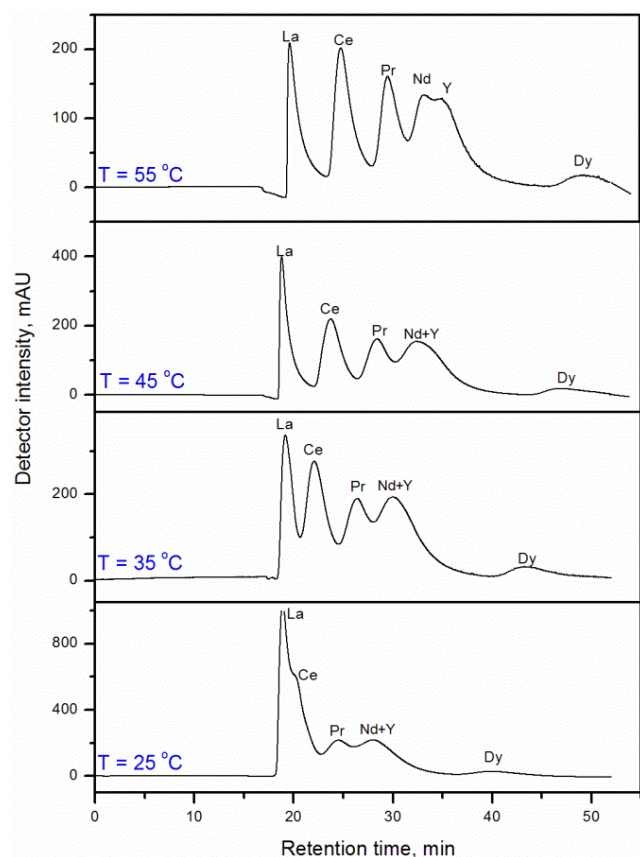 Detector intensity, mAU
200
100
0
La
Ce
Pr
Nd
Y
Dy
T = 55 °C
400
200
0
La
Ce
Pr
Nd+Y
Dy
T = 45 °C
200
0
La
Ce
Pr
Nd+Y
Dy
T = 35 °C
800
400
0
La
Ce
Pr
Nd+Y
Dy
T = 25 °C
0
10
20
30
40
50
Retention time, min